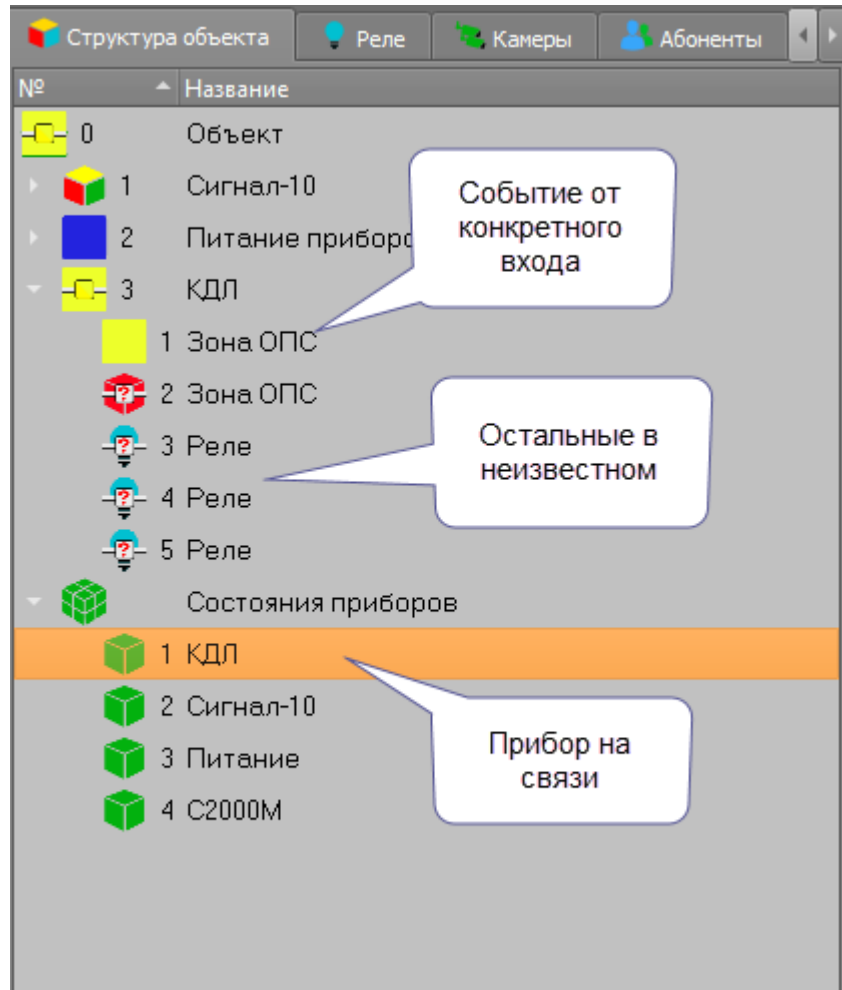 Структура объекта Реле Камеры Абоненты
№ Название
0 Объект
1 Сигнал-10
2 Питание
3 КДЛ
1 Зона ОПС
2 Зона ОПС
3 Реле
4 Реле
5 Реле
Состояния приборов
1 КДЛ
2 Сигнал-10
3 Питание
4 С2000М
Событие от
конкретного
входа
Остальные в
неизвестном
Прибор на
связи